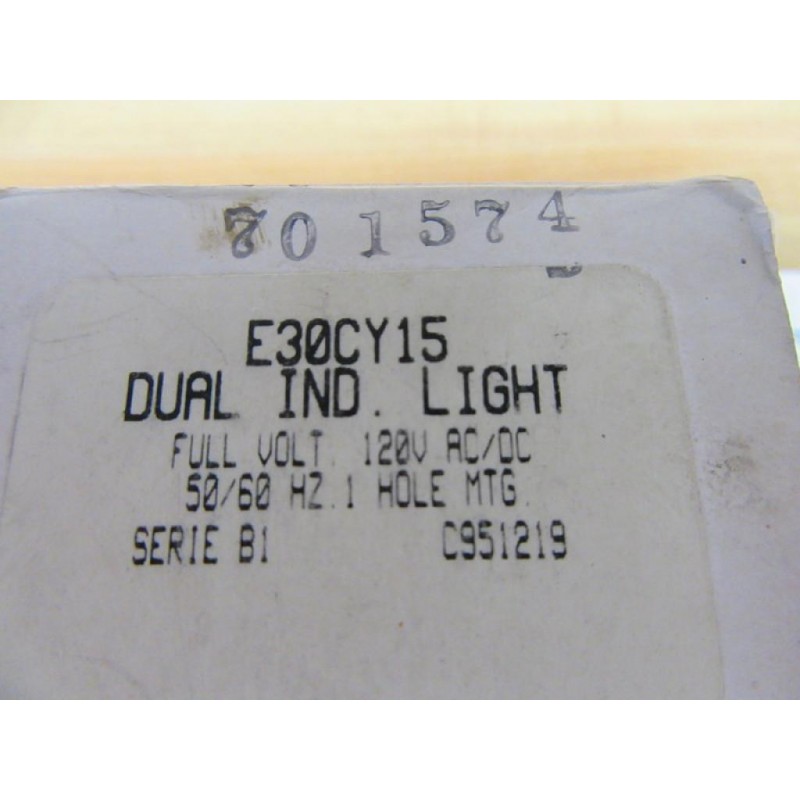 701574
E30CY15
DUAL IND. LIGHT
FULL VOLT. 120V AC/DC
50/60 HZ.1 HOLE MTG.
SERIE B1 C951219